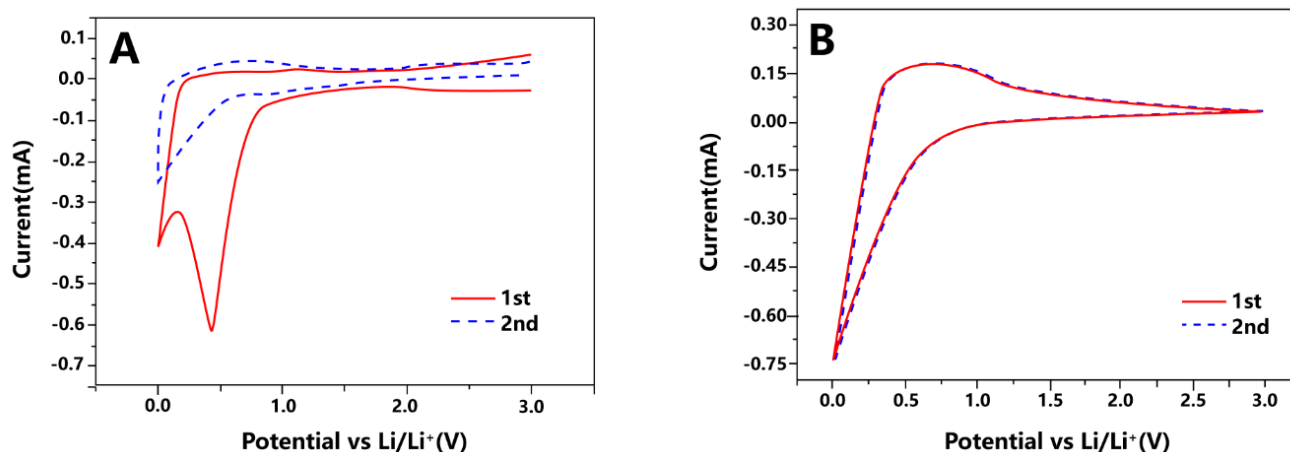 A
Current(mA)
0.1
0.0
-0.1
-0.2
-0.3
-0.4
-0.5
-0.6
-0.7
1st
2nd
0.0 1.0 2.0 3.0
Potential vs Li/Li⁺(V)
B
Current(mA)
0.30
0.15
0.00
-0.15
-0.30
-0.45
-0.60
-0.75
1st
2nd
0.0 0.5 1.0 1.5 2.0 2.5 3.0
Potential vs Li/Li⁺(V)